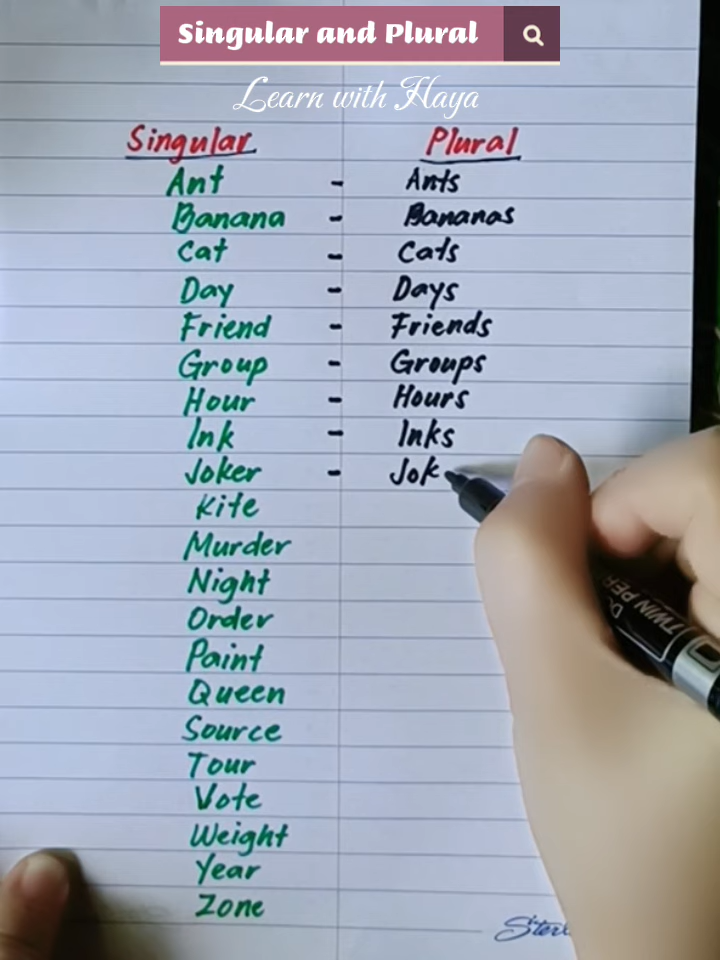 Singular and Plural
Learn with Haya
Singular Plural
Ant - Ants
Banana - Bananas
Cat - Cats
Day - Days
Friend - Friends
Group - Groups
Hour - Hours
Ink - Inks
Joker - Jok
Kite
Murder
Night
Order
Paint
Queen
Source
Tour
Vote
Weight
Year
Zone